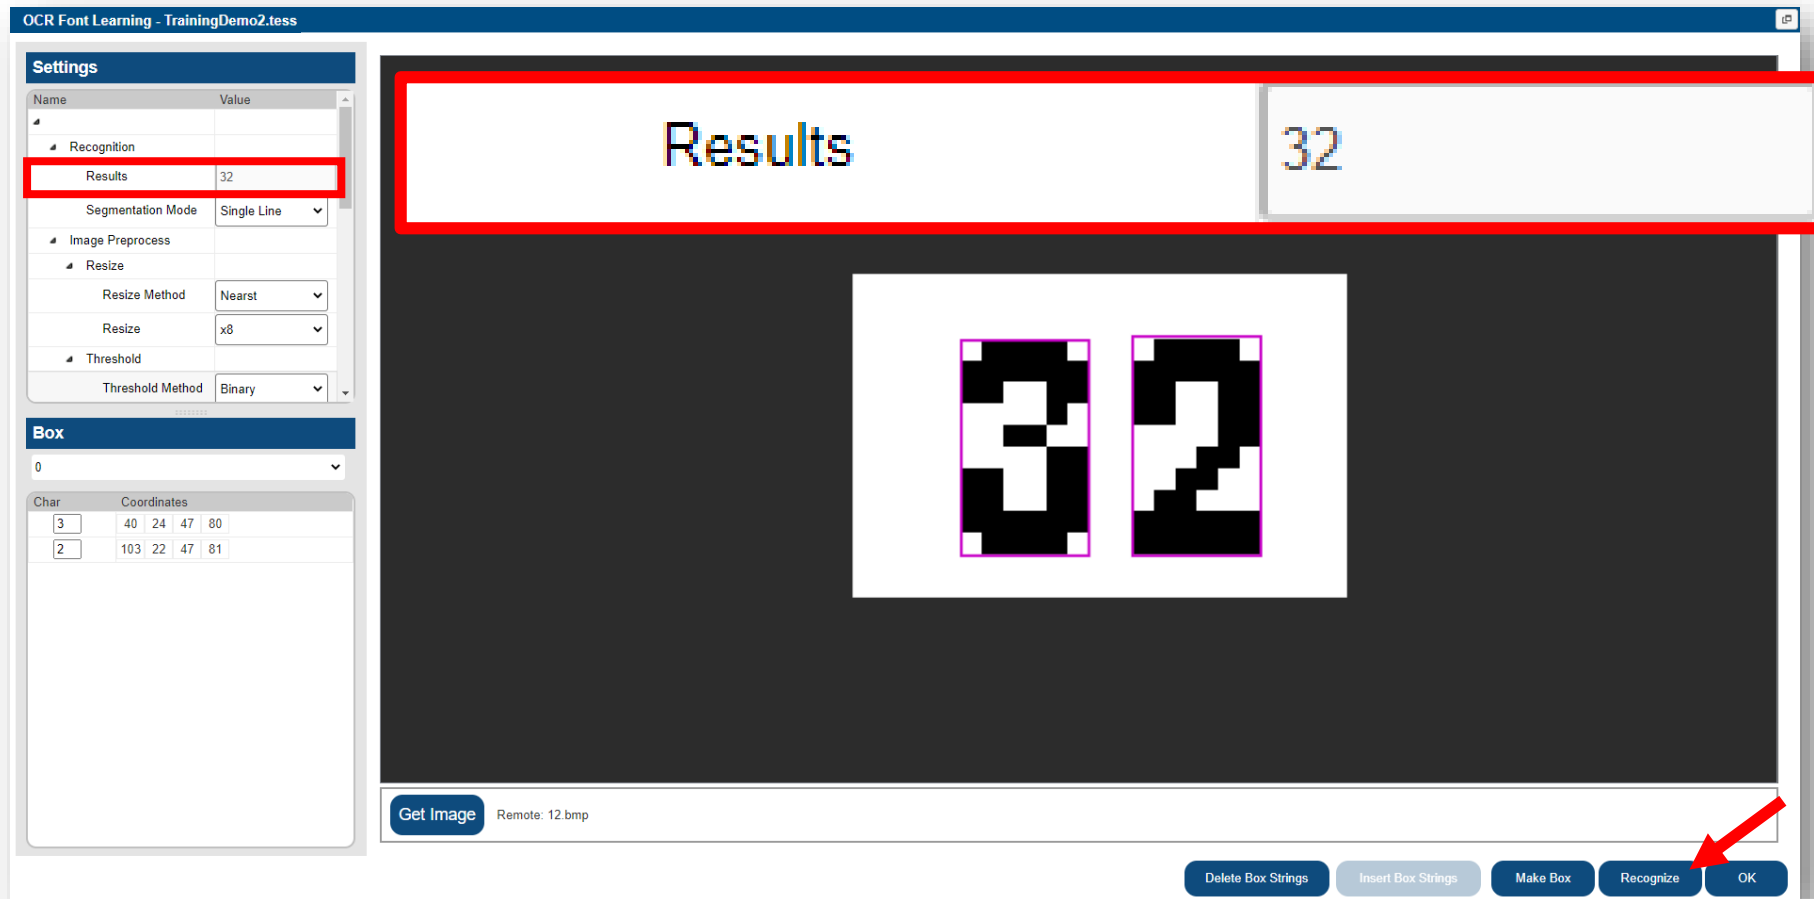 OCR Font Learning - TrainingDemo2.tess
Settings
Name Value
Recognition
Results 32
Segmentation Mode Single Line
Image Preprocess
Resize
Resize Method Nearst
Resize x8
Threshold
Threshold Method Binary
Box
0
Char Coordinates
3 40 24 47 80
2 103 22 47 81
Results 32
32
Get Image Remote: 12.bmp
Delete Box Strings Insert Box Strings Make Box Recognize OK